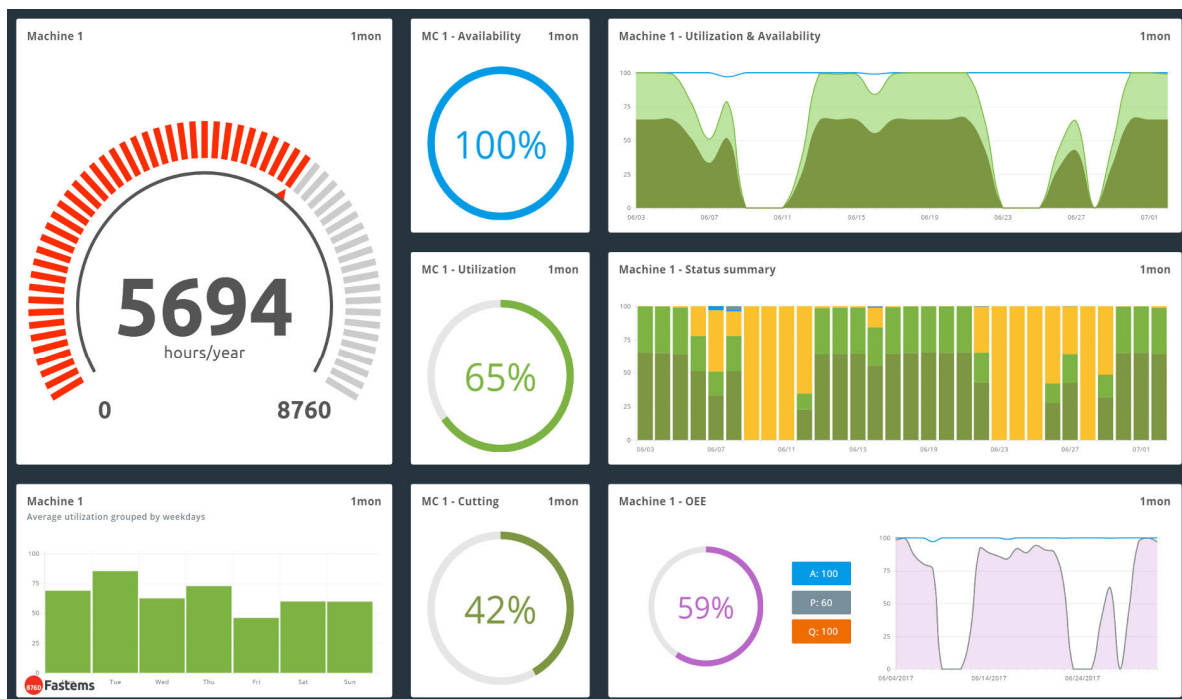 Machine 1 1mon
5694
hours/year
0 8760
MC 1 - Availability 1mon
100%
Machine 1 - Utilization & Availability 1mon
100
75
50
25
0
06/03 06/07 06/11 06/15 06/19 06/23 06/27 07/01
MC 1 - Utilization 1mon
65%
Machine 1 - Status summary 1mon
100
75
50
25
0
06/03 06/07 06/11 06/15 06/19 06/23 06/27 07/01
Machine 1 1mon
Average utilization grouped by weekdays
100
75
50
25
0
Tue Wed Thu Fri Sat Sun
8760 Fastems
MC 1 - Cutting 1mon
42%
Machine 1 - OEE 1mon
59%
A: 100
P: 60
Q: 100
100
75
50
25
0
06/04/2017 06/14/2017 06/24/2017